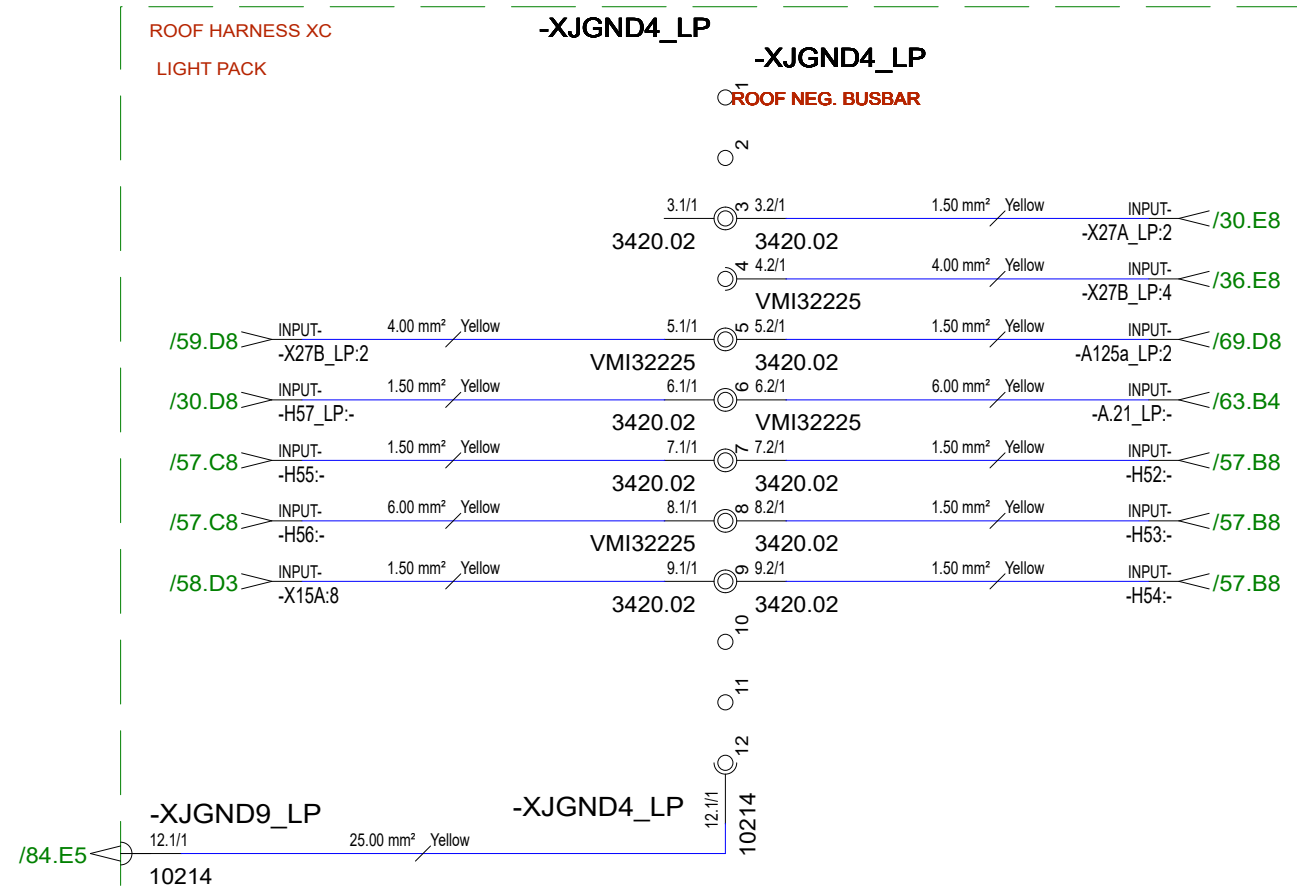 ROOF HARNESS XC
-XJGND4_LP
LIGHT PACK
-XJGND4_LP
1
ROOF NEG. BUSBAR
2
3.1/1 3 3.2/1 1.50 mm² Yellow INPUT- /30.E8
3420.02 3420.02 -X27A_LP:2
4 4.2/1 4.00 mm² Yellow INPUT- /36.E8
VMI32225 -X27B_LP:4
/59.D8 INPUT- 4.00 mm² Yellow 5.1/1 5 5.2/1 1.50 mm² Yellow INPUT- /69.D8
-X27B_LP:2 VMI32225 3420.02 -A125a_LP:2
/30.D8 INPUT- 1.50 mm² Yellow 6.1/1 6 6.2/1 6.00 mm² Yellow INPUT- /63.B4
-H57_LP:- 3420.02 VMI32225 -A.21_LP:-
/57.C8 INPUT- 1.50 mm² Yellow 7.1/1 7 7.2/1 1.50 mm² Yellow INPUT- /57.B8
-H55:- 3420.02 3420.02 -H52:-
/57.C8 INPUT- 6.00 mm² Yellow 8.1/1 8 8.2/1 1.50 mm² Yellow INPUT- /57.B8
-H56:- VMI32225 3420.02 -H53:-
/58.D3 INPUT- 1.50 mm² Yellow 9.1/1 9 9.2/1 1.50 mm² Yellow INPUT- /57.B8
-X15A:8 3420.02 3420.02 -H54:-
10
11
12
-XJGND9_LP -XJGND4_LP 12.1/1 10214
/84.E5 12.1/1 25.00 mm² Yellow
10214